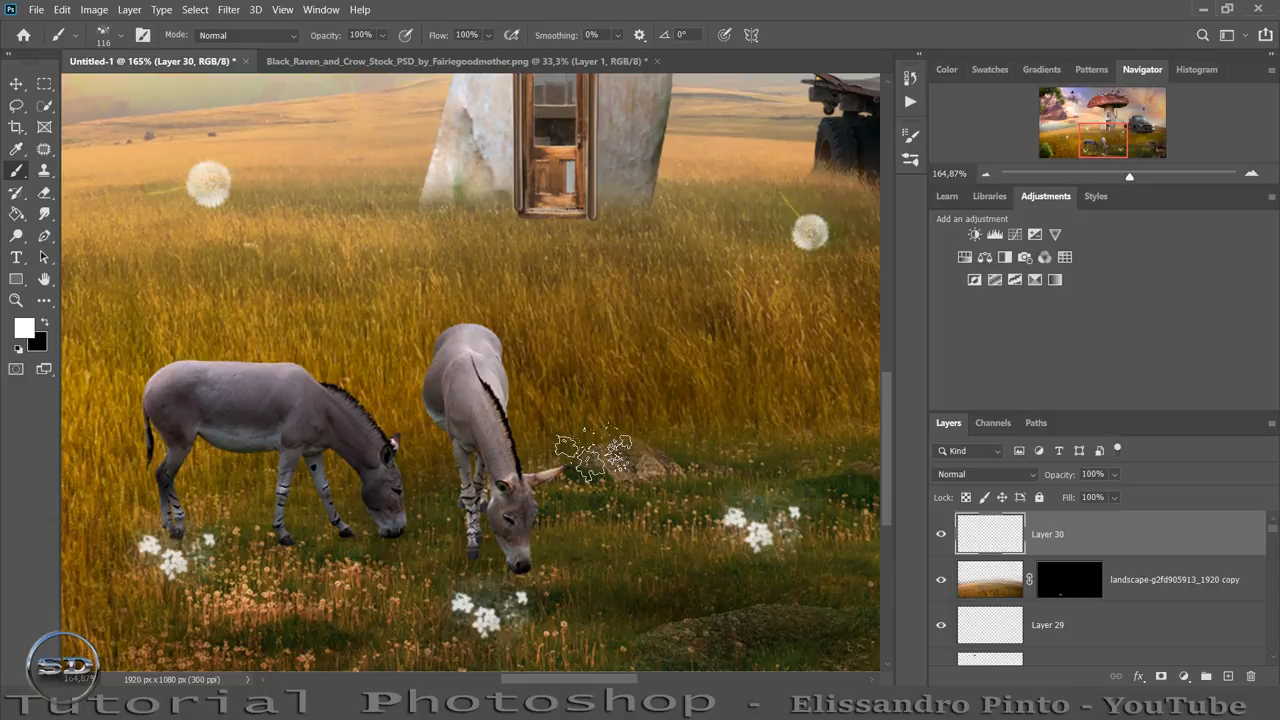 Ps File Edit Image Layer Type Select Filter 3D View Window Help
116 Mode: Normal Opacity: 100% Flow: 100% Smoothing: 0% 0°
Untitled-1 @ 165% (Layer 30, RGB/8) * × Black_Raven_and_Crow_Stock_PSD_by_Fairiegoodmother.png @ 33,3% (Layer 1, RGB/8) * ×
Color Swatches Gradients Patterns Navigator Histogram
164,87%
Learn Libraries Adjustments Styles
Add an adjustment
Layers Channels Paths
Kind
Normal Opacity: 100%
Lock: Fill: 100%
Layer 30
landscape-g2fd905913_1920 copy
Layer 29
SD
164,87% 1920 px x 1080 px (300 ppi)
Tutorial Photoshop - Elissandro Pinto - YouTube